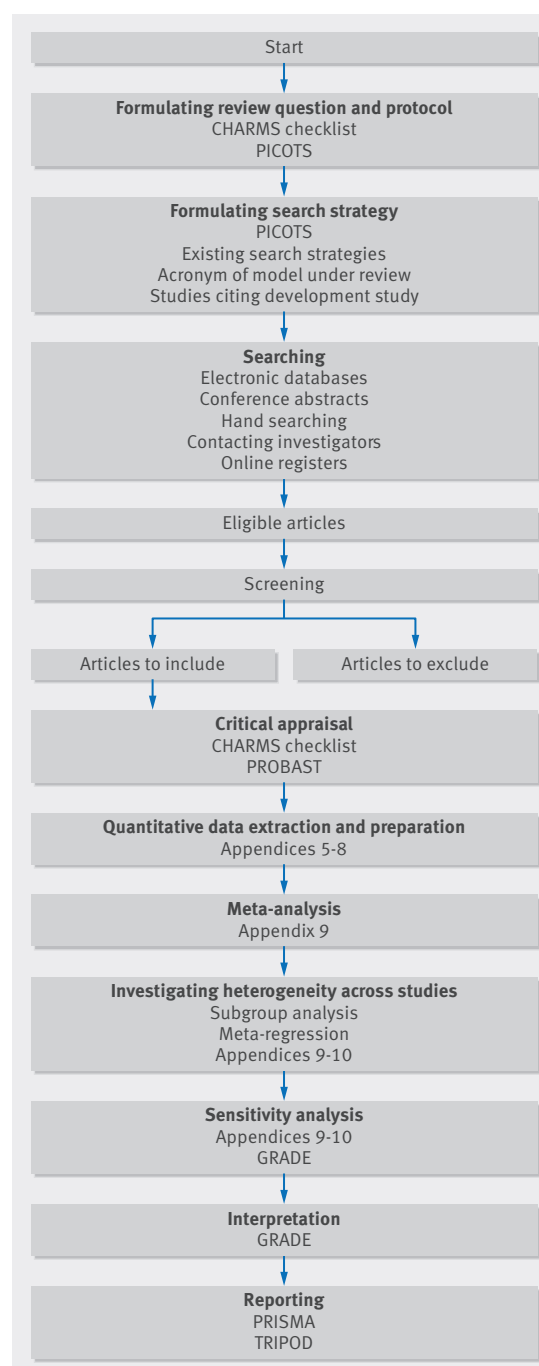 Start
Formulating review question and protocol
CHARMS checklist
PICOTS
Formulating search strategy
PICOTS
Existing search strategies
Acronym of model under review
Studies citing development study
Searching
Electronic databases
Conference abstracts
Hand searching
Contacting investigators
Online registers
Eligible articles
Screening
Articles to include
Articles to exclude
Critical appraisal
CHARMS checklist
PROBAST
Quantitative data extraction and preparation
Appendices 5-8
Meta-analysis
Appendix 9
Investigating heterogeneity across studies
Subgroup analysis
Meta-regression
Appendices 9-10
Sensitivity analysis
Appendices 9-10
GRADE
Interpretation
GRADE
Reporting
PRISMA
TRIPOD